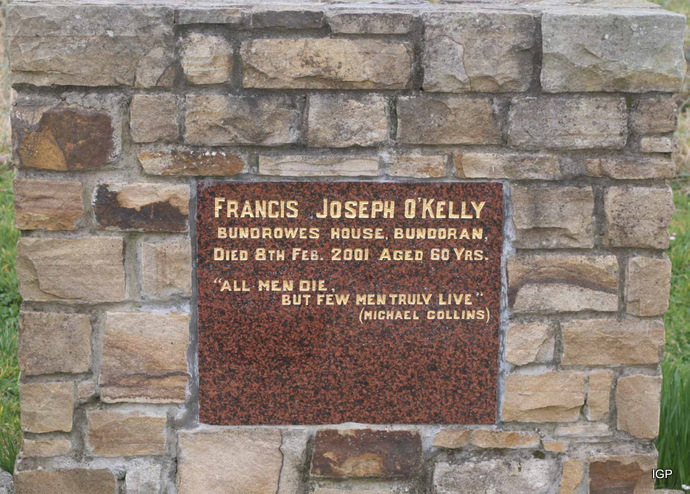 FRANCIS JOSEPH O'KELLY
BUNDROWES HOUSE, BUNDORAN,
DIED 8TH FEB. 2001 AGED 60 YRS.
"ALL MEN DIE,
BUT FEW MEN TRULY LIVE"
(MICHAEL COLLINS)
IGP